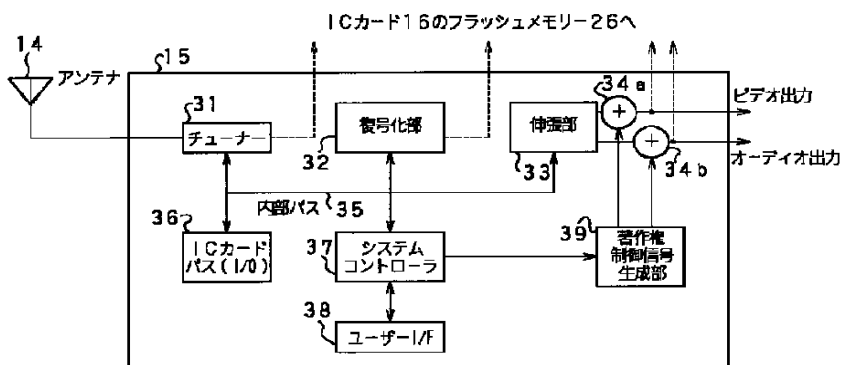 ICカード16のフラッシュメモリー26へ
14
アンテナ
15
31
チューナー
復号化部
32
伸張部
33
34a
ビデオ出力
オーディオ出力
34b
内部バス
35
36
ICカード
バス(I/O)
37
システム
コントローラ
39
著作権
制御信号
生成部
38
ユーザーI/F